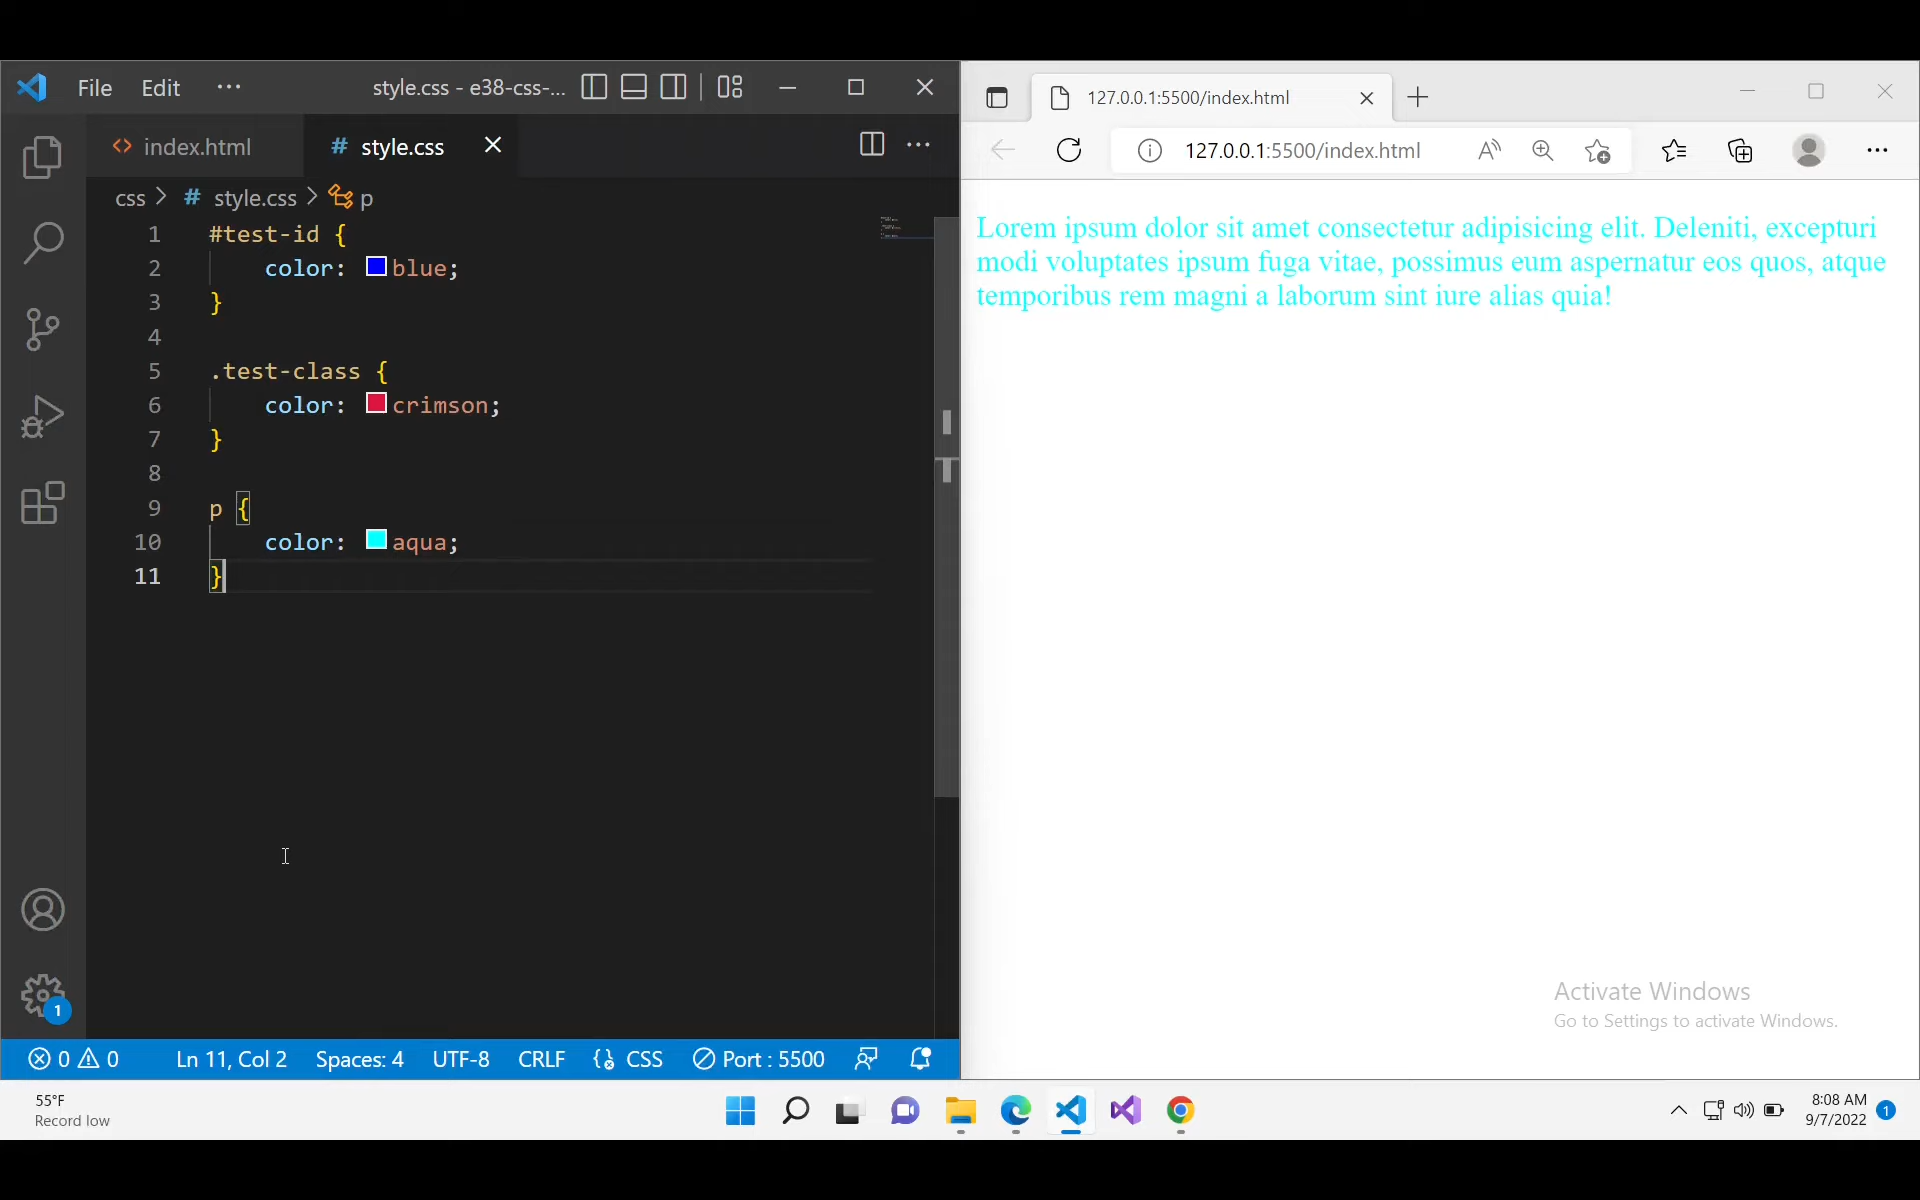 File Edit ··· style.css - e38-css-...
index.html # style.css
css > # style.css > p
1 #test-id {
2 color: blue;
3 }
4
5 .test-class {
6 color: crimson;
7 }
8
9 p {
10 color: aqua;
11 }
1
0 0 Ln 11, Col 2 Spaces: 4 UTF-8 CRLF CSS Port : 5500
127.0.0.1:5500/index.html
127.0.0.1:5500/index.html
Lorem ipsum dolor sit amet consectetur adipisicing elit. Deleniti, excepturi
modi voluptates ipsum fuga vitae, possimus eum aspernatur eos quos, atque
temporibus rem magni a laborum sint iure alias quia!
Activate Windows
Go to Settings to activate Windows.
55°F
Record low
8:08 AM
9/7/2022
1